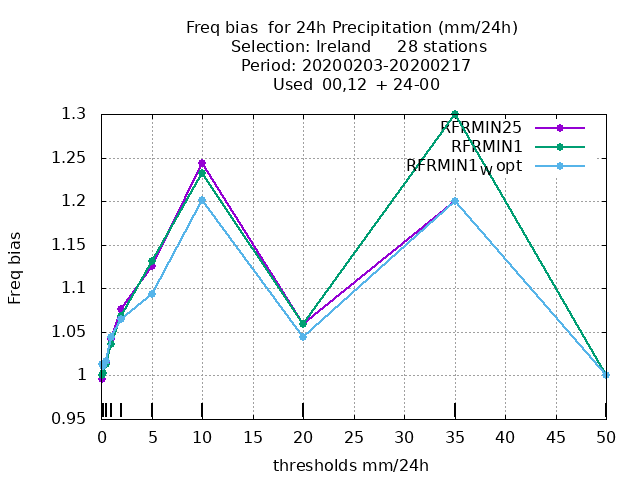 Freq bias  for 24h Precipitation (mm/24h)
Selection: Ireland     28 stations
Period: 20200203-20200217
Used  00,12  + 24-00
RFRMIN25
RFRMIN1
RFRMIN1w opt
1.3
1.25
1.2
1.15
1.1
1.05
1
0.95
Freq bias
0 5 10 15 20 25 30 35 40 45 50
thresholds mm/24h